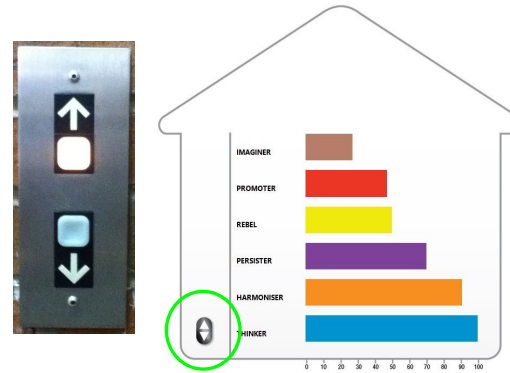 IMAGINER
PROMOTER
REBEL
PERSISTER
HARMONISER
THINKER
0 10 20 30 40 50 60 70 80 90 100